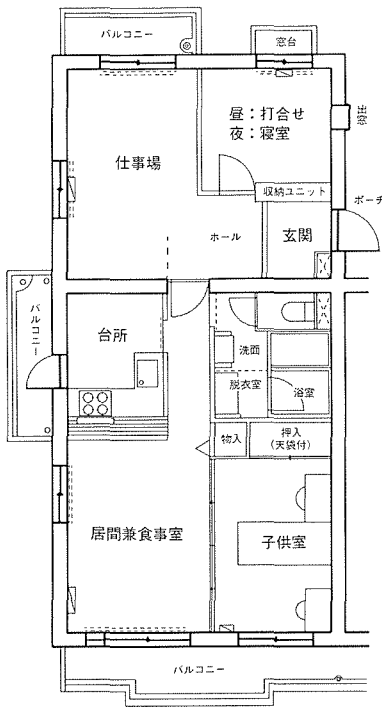 バルコニー
窓台
昼：打合せ
夜：寝室
窓出
仕事場
収納ユニット
ポーチ
ホール
玄関
バルコニー
台所
洗面
脱衣室
浴室
物入
押入
(天袋付)
居間兼食事室
子供室
バルコニー